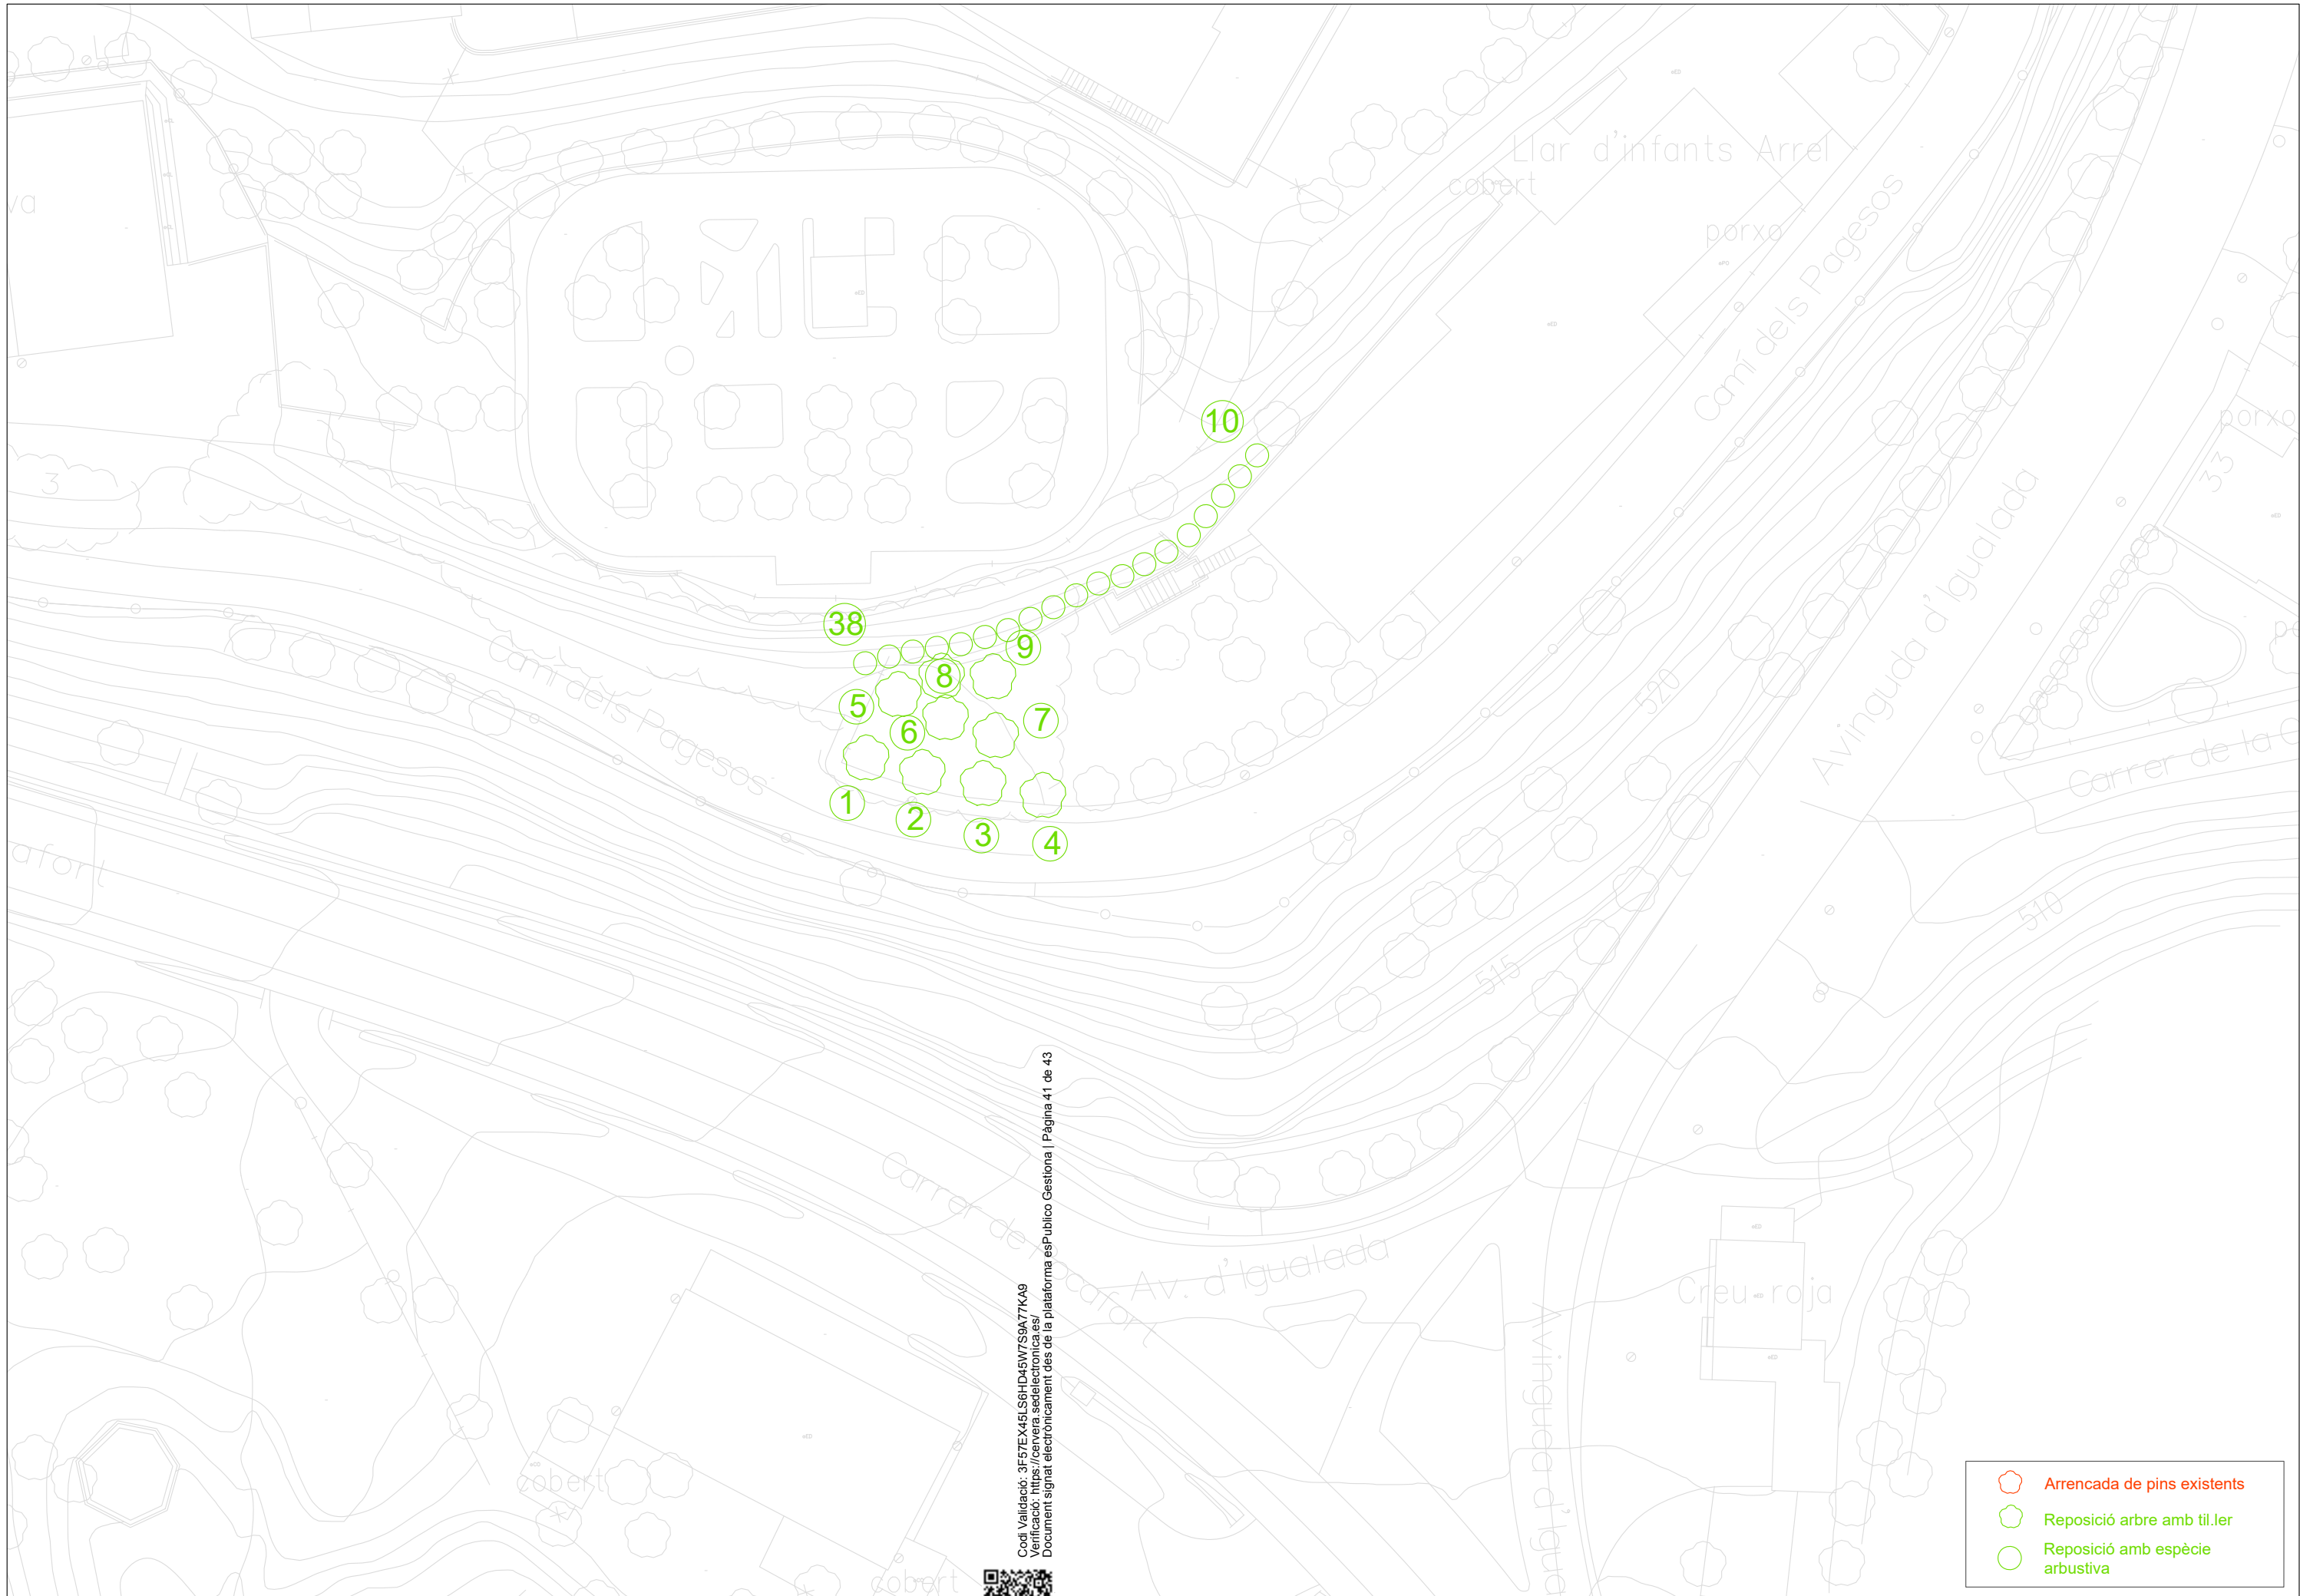 va
Llar d'infants Arrel
cobert
porxo
Camí dels Pagesos
porxo
33
3
10
38
9
8
5
7
6
1
2
3
4
Camí dels Pagesos
520
Avinguda d'Igualada
Carrer de la
510
515
Av. d'Igualada
Avinguda d'Igualada
Creu roja
cobert
cobert
Codi Validació: 3F57EX45LS6HD45W7S9A77KA9
Verificació: https://cervera.sedelectronica.es/
Document signat electrònicament des de la plataforma esPublico Gestiona | Pàgina 41 de 43
Arrencada de pins existents
Reposició arbre amb til.ler
Reposició amb espècie
arbustiva